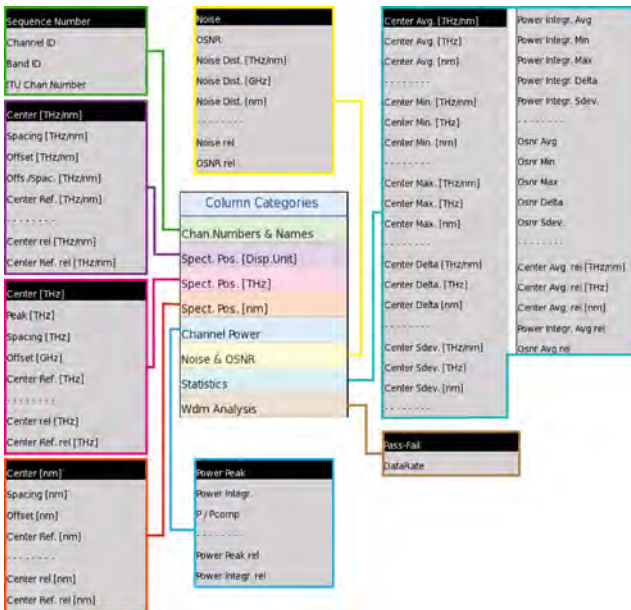 Sequence Number
Channel ID
Band ID
ITU Chan Number
Center [THz/nm]
Spacing [THz/nm]
Offset [THz/nm]
Offs./Spac. [THz/nm]
Center Ref. [THz/nm]
- - - - - - - -
Center rel [THz/nm]
Center Ref. rel [THz/nm]
Center [THz]
Peak [THz]
Spacing [THz]
Offset [GHz]
Center Ref. [THz]
- - - - - - - -
Center rel [THz]
Center Ref. rel [THz]
Center [nm]
Spacing [nm]
Offset [nm]
Center Ref. [nm]
- - - - - - - -
Center rel [nm]
Center Ref. rel [nm]
Noise
OSNR
Noise Dist. [THz/nm]
Noise Dist. [GHz]
Noise Dist. [nm]
- - - - - - - -
Noise rel
OSNR rel
Column Categories
Chan.Numbers & Names
Spect. Pos. [Disp.Unit]
Spect. Pos. [THz]
Spect. Pos. [nm]
Channel Power
Noise & OSNR
Statistics
Wdm Analysis
Power Peak
Power Integr.
P / Pcomp
- - - - - - - -
Power Peak rel
Power Integr. rel
Center Avg. [THz/nm]
Center Avg. [THz]
Center Avg. [nm]
- - - - - - - -
Center Min. [THz/nm]
Center Min. [THz]
Center Min. [nm]
- - - - - - - -
Center Max. [THz/nm]
Center Max. [THz]
Center Max. [nm]
- - - - - - - -
Center Delta [THz/nm]
Center Delta. [THz]
Center Delta [nm]
- - - - - - - -
Center Sdev. [THz/nm]
Center Sdev. [THz]
Center Sdev. [nm]
- - - - - - - -
Power Integr. Avg
Power Integr. Min
Power Integr. Max
Power Integr. Delta
Power Integr. Sdev.
- - - - - - - -
Osnr Avg
Osnr Min
Osnr Max
Osnr Delta
Osnr Sdev.
- - - - - - - -
Center Avg. rel [THz/nm]
Center Avg. rel [THz]
Center Avg. rel [nm]
Power Integr. Avg rel
Osnr Avg rel
Pass-Fail
DataRate